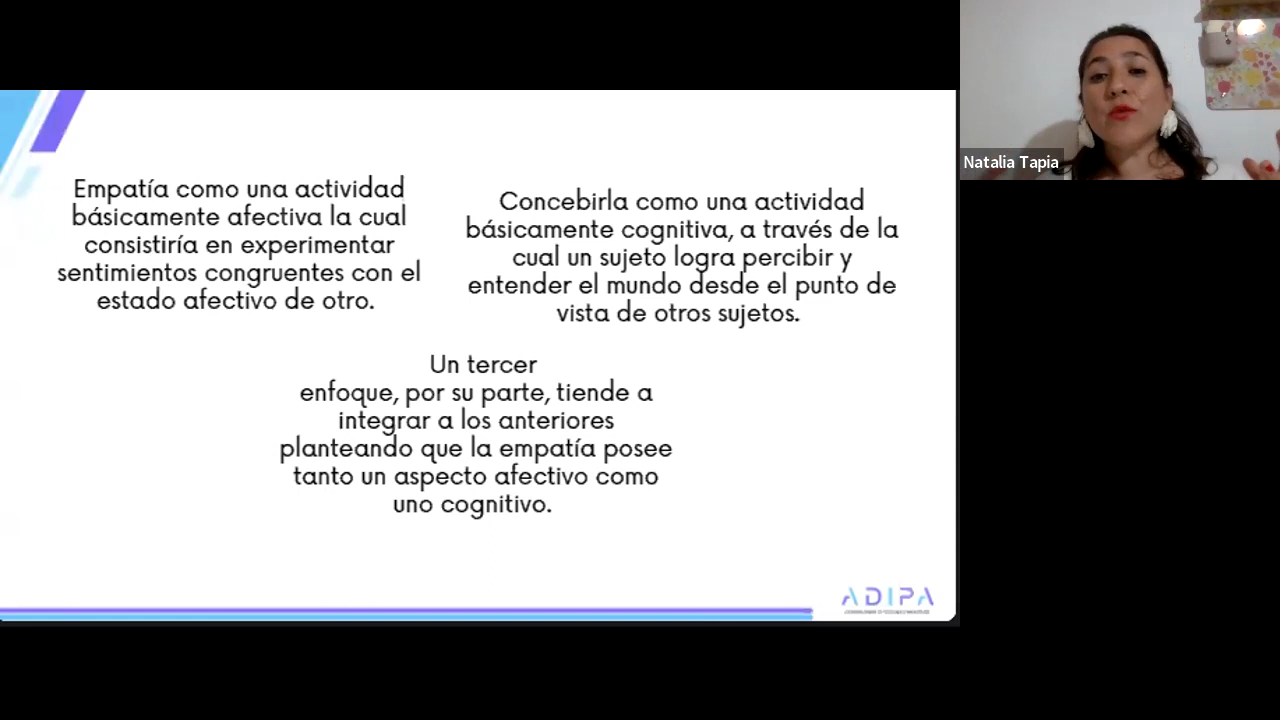 Empatía como una actividad
básicamente afectiva la cual
consistiría en experimentar
sentimientos congruentes con el
estado afectivo de otro.
Concebirla como una actividad
básicamente cognitiva, a través de la
cual un sujeto logra percibir y
entender el mundo desde el punto de
vista de otros sujetos.
Un tercer
enfoque, por su parte, tiende a
integrar a los anteriores
planteando que la empatía posee
tanto un aspecto afectivo como
uno cognitivo.
ADIPA
Natalia Tapia